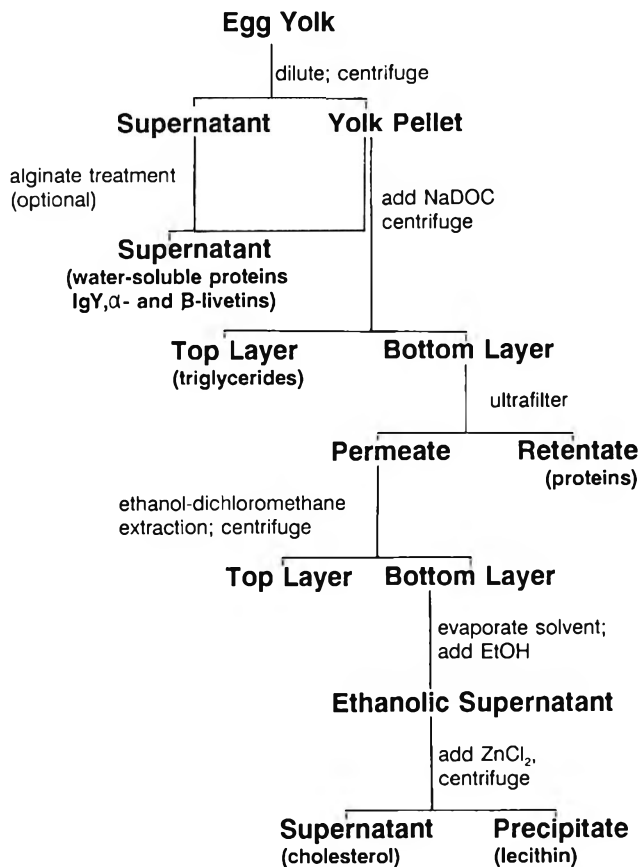 Egg Yolk
dilute; centrifuge
Supernatant Yolk Pellet
alginate treatment
(optional)
add NaDOC
centrifuge
Supernatant
(water-soluble proteins
IgY,α- and β-livetins)
Top Layer
(triglycerides)
Bottom Layer
ultrafilter
Permeate
Retentate
(proteins)
ethanol-dichloromethane
extraction; centrifuge
Top Layer Bottom Layer
evaporate solvent;
add EtOH
Ethanolic Supernatant
add ZnCl₂,
centrifuge
Supernatant
(cholesterol)
Precipitate
(lecithin)